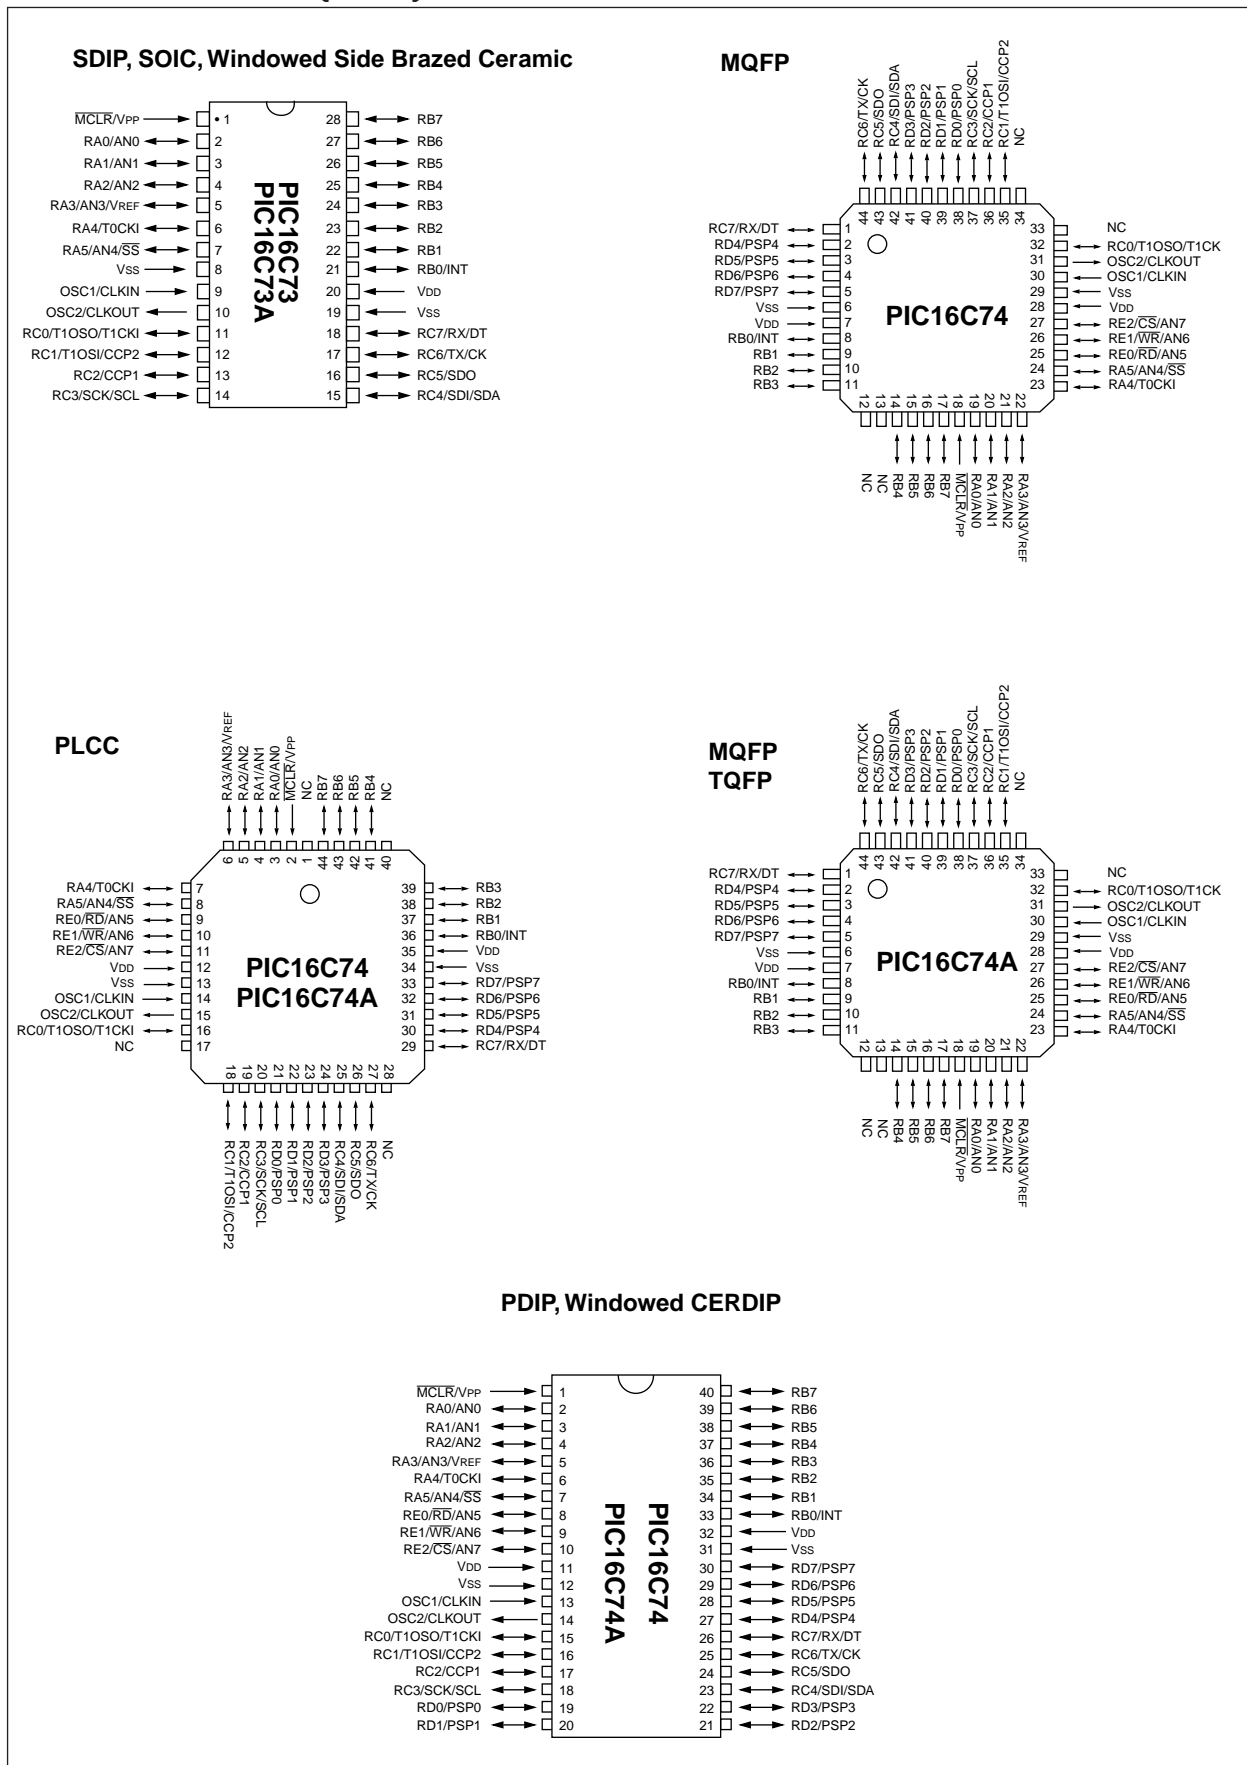 SDIP, SOIC, Windowed Side Brazed Ceramic
MCLR/VPP 1 28 RB7
RA0/AN0 2 27 RB6
RA1/AN1 3 26 RB5
RA2/AN2 4 25 RB4
RA3/AN3/VREF 5 24 RB3
RA4/T0CKI 6 23 RB2
RA5/AN4/SS 7 22 RB1
VSS 8 21 RB0/INT
OSC1/CLKIN 9 20 VDD
OSC2/CLKOUT 10 19 VSS
RC0/T1OSO/T1CKI 11 18 RC7/RX/DT
RC1/T1OSI/CCP2 12 17 RC6/TX/CK
RC2/CCP1 13 16 RC5/SDO
RC3/SCK/SCL 14 15 RC4/SDI/SDA
PIC16C73
PIC16C73A
MQFP
RC6/TX/CK 44
RC5/SDO 43
RC4/SDI/SDA 42
RD3/PSP3 41
RD2/PSP2 40
RD1/PSP1 39
RD0/PSP0 38
RC3/SCK/SCL 37
RC2/CCP1 36
RC1/T1OSI/CCP2 35
NC 34
RC7/RX/DT 1 33 NC
RD4/PSP4 2 32 RC0/T1OSO/T1CK
RD5/PSP5 3 31 OSC2/CLKOUT
RD6/PSP6 4 30 OSC1/CLKIN
RD7/PSP7 5 29 VSS
VSS 6 28 VDD
VDD 7 27 RE2/CS/AN7
RB0/INT 8 26 RE1/WR/AN6
RB1 9 25 RE0/RD/AN5
RB2 10 24 RA5/AN4/SS
RB3 11 23 RA4/T0CKI
PIC16C74
12 NC
13 NC
14 RB4
15 RB5
16 RB6
17 RB7
18 MCLR/VPP
19 RA0/AN0
20 RA1/AN1
21 RA2/AN2
22 RA3/AN3/VREF
PLCC
RA3/AN3/VREF 6
RA2/AN2 5
RA1/AN1 4
RA0/AN0 3
MCLR/VPP 2
NC 1
RB7 44
RB6 43
RB5 42
RB4 41
NC 40
RA4/T0CKI 7 39 RB3
RA5/AN4/SS 8 38 RB2
RE0/RD/AN5 9 37 RB1
RE1/WR/AN6 10 36 RB0/INT
RE2/CS/AN7 11 35 VDD
VDD 12 34 VSS
VSS 13 33 RD7/PSP7
OSC1/CLKIN 14 32 RD6/PSP6
OSC2/CLKOUT 15 31 RD5/PSP5
RC0/T1OSO/T1CKI 16 30 RD4/PSP4
NC 17 29 RC7/RX/DT
PIC16C74
PIC16C74A
18 RC1/T1OSI/CCP2
19 RC2/CCP1
20 RC3/SCK/SCL
21 RD0/PSP0
22 RD1/PSP1
23 RD2/PSP2
24 RD3/PSP3
25 RC4/SDI/SDA
26 RC5/SDO
27 RC6/TX/CK
28 NC
MQFP
TQFP
RC6/TX/CK 44
RC5/SDO 43
RC4/SDI/SDA 42
RD3/PSP3 41
RD2/PSP2 40
RD1/PSP1 39
RD0/PSP0 38
RC3/SCK/SCL 37
RC2/CCP1 36
RC1/T1OSI/CCP2 35
NC 34
RC7/RX/DT 1 33 NC
RD4/PSP4 2 32 RC0/T1OSO/T1CK
RD5/PSP5 3 31 OSC2/CLKOUT
RD6/PSP6 4 30 OSC1/CLKIN
RD7/PSP7 5 29 VSS
VSS 6 28 VDD
VDD 7 27 RE2/CS/AN7
RB0/INT 8 26 RE1/WR/AN6
RB1 9 25 RE0/RD/AN5
RB2 10 24 RA5/AN4/SS
RB3 11 23 RA4/T0CKI
PIC16C74A
12 NC
13 NC
14 RB4
15 RB5
16 RB6
17 RB7
18 MCLR/VPP
19 RA0/AN0
20 RA1/AN1
21 RA2/AN2
22 RA3/AN3/VREF
PDIP, Windowed CERDIP
MCLR/VPP 1 40 RB7
RA0/AN0 2 39 RB6
RA1/AN1 3 38 RB5
RA2/AN2 4 37 RB4
RA3/AN3/VREF 5 36 RB3
RA4/T0CKI 6 35 RB2
RA5/AN4/SS 7 34 RB1
RE0/RD/AN5 8 33 RB0/INT
RE1/WR/AN6 9 32 VDD
RE2/CS/AN7 10 31 VSS
VDD 11 30 RD7/PSP7
VSS 12 29 RD6/PSP6
OSC1/CLKIN 13 28 RD5/PSP5
OSC2/CLKOUT 14 27 RD4/PSP4
RC0/T1OSO/T1CKI 15 26 RC7/RX/DT
RC1/T1OSI/CCP2 16 25 RC6/TX/CK
RC2/CCP1 17 24 RC5/SDO
RC3/SCK/SCL 18 23 RC4/SDI/SDA
RD0/PSP0 19 22 RD3/PSP3
RD1/PSP1 20 21 RD2/PSP2
PIC16C74
PIC16C74A